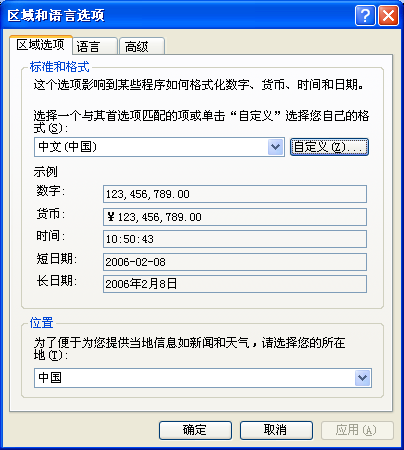 区域和语言选项
区域选项 语言 高级
标准和格式
这个选项影响到某些程序如何格式化数字、货币、时间和日期。
选择一个与其首选项匹配的项或单击“自定义”选择您自己的格
式(S):
中文(中国) 自定义(Z)...
示例
数字: 123,456,789.00
货币: ￥123,456,789.00
时间: 10:50:43
短日期: 2006-02-08
长日期: 2006年2月8日
位置
为了便于为您提供当地信息如新闻和天气，请选择您的所在
地(T):
中国
确定 取消 应用(A)